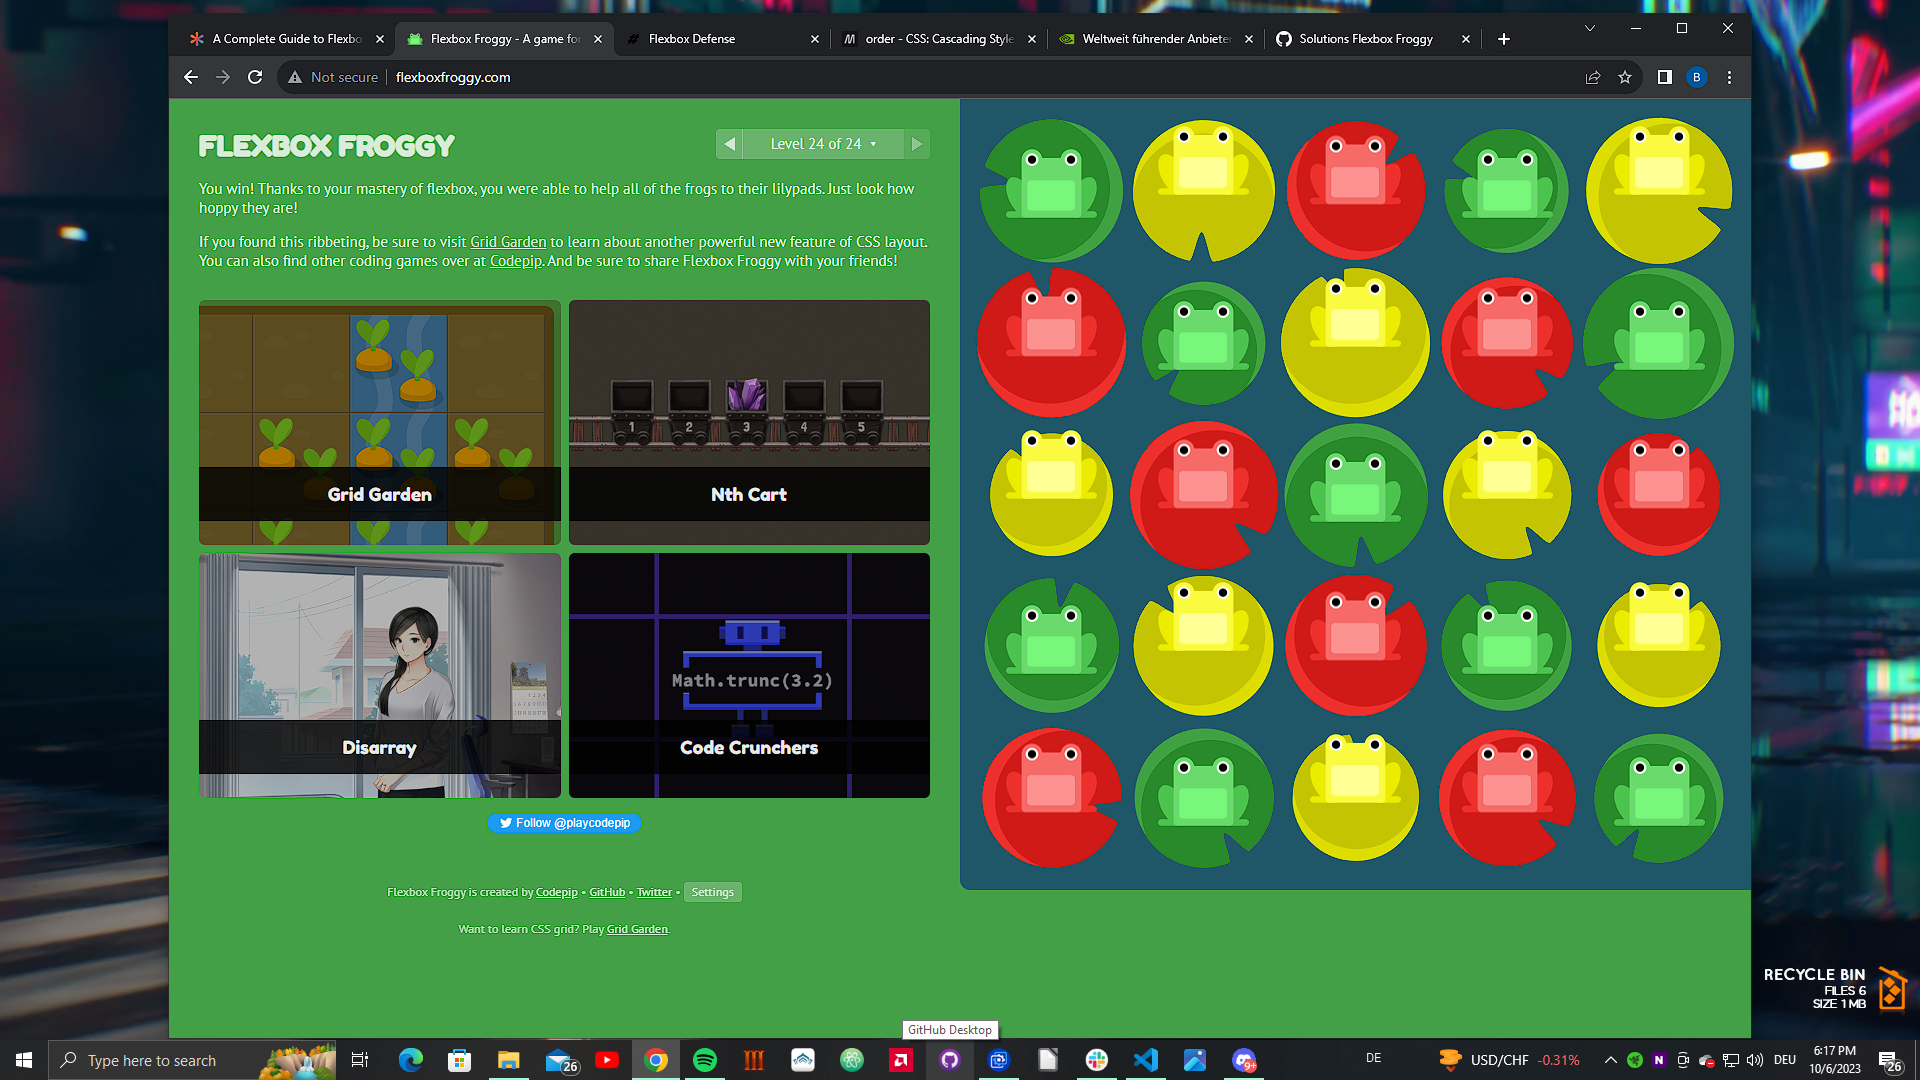 A Complete Guide to Flexbo
Flexbox Froggy - A game for
Flexbox Defense
order - CSS: Cascading Style
Weltweit führender Anbieter
Solutions Flexbox Froggy
Not secure
flexboxfroggy.com
B
FLEXBOX FROGGY
Level 24 of 24
You win! Thanks to your mastery of flexbox, you were able to help all of the frogs to their lilypads. Just look how
hoppy they are!
If you found this ribbeting, be sure to visit Grid Garden to learn about another powerful new feature of CSS layout.
You can also find other coding games over at Codepip. And be sure to share Flexbox Froggy with your friends!
1 2 3 4 5
Grid Garden
Nth Cart
Math.trunc(3.2)
Disarray
Code Crunchers
Follow @playcodepip
Flexbox Froggy is created by Codepip • GitHub • Twitter • Settings
Want to learn CSS grid? Play Grid Garden.
RECYCLE BIN
FILES 6
SIZE 1 MB
GitHub Desktop
Type here to search
26
9+
DE
USD/CHF -0.31%
DEU
6:17 PM
10/6/2023
26